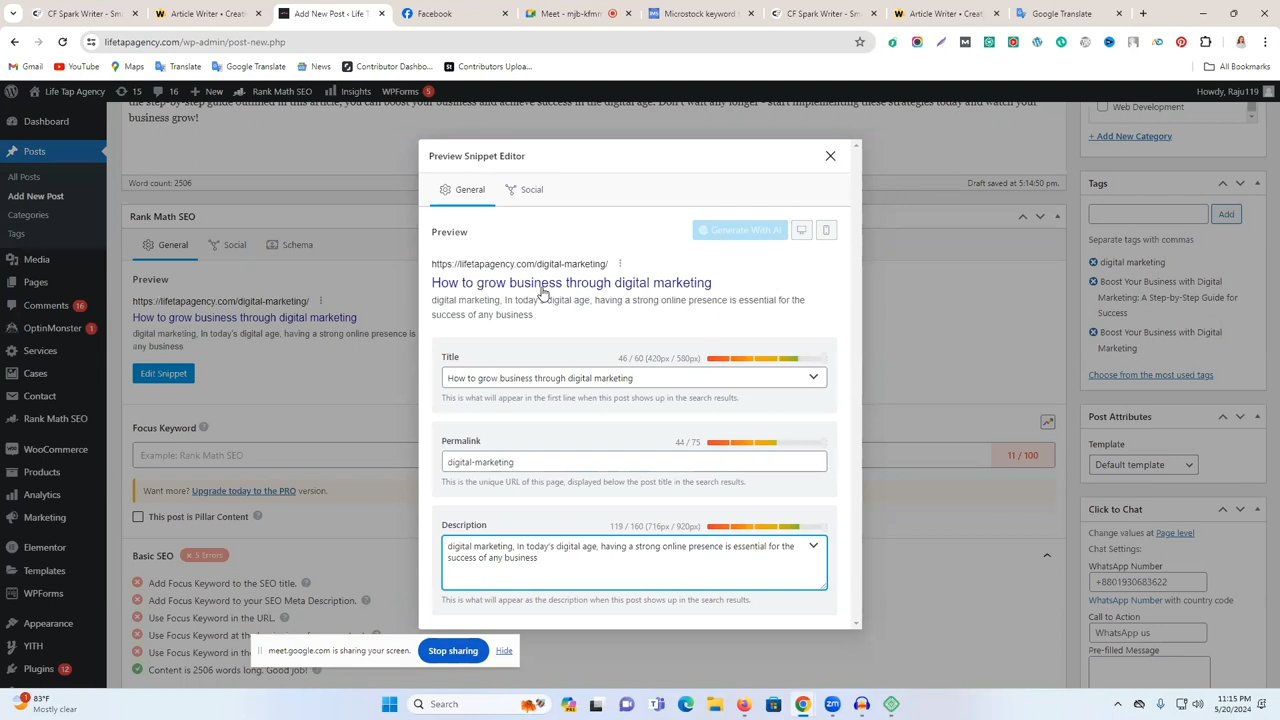 CF Spark Writer - Sma
Article Writer - Creat
Add New Post - Life T
Facebook
Meet - mjb-kfmr
Microstock keyword
CF Spark Writer - Sm
Article Writer - Creat
Google Translate
lifetapagency.com/wp-admin/post-new.php
Gmail
YouTube
Maps
Translate
Google Translate
News
Contributor Dashbo...
Contributors Uploa...
All Bookmarks
Life Tap Agency
15
16
New
Rank Math SEO
Insights
WPForms 5
Howdy, Raju119
Dashboard
Posts
All Posts
Add New Post
Categories
Tags
Media
Pages
Comments 16
OptinMonster 1
Services
Cases
Contact
Rank Math SEO
WooCommerce
Products
Analytics
Marketing
Elementor
Templates
WPForms
Appearance
YITH
Plugins 12
the step-by-step guide outlined in this article, you can boost your business and achieve success in the digital age. Don't wait any longer - start implementing these strategies today and watch your
business grow!
Word count: 2506
Draft saved at 5:14:50 pm.
Rank Math SEO
General
Social
Schema
Preview
https://lifetapagency.com/digital-marketing/
How to grow business through digital marketing
digital marketing, In today's digital age, having a strong online presence is
any business
Edit Snippet
Focus Keyword
Example: Rank Math SEO
11 / 100
Want more? Upgrade today to the PRO version.
This post is Pillar Content
Basic SEO
5 Errors
Add Focus Keyword to the SEO title.
Add Focus Keyword to your SEO Meta Description.
Use Focus Keyword in the URL.
Use Focus Keyword
Use Focus Keyword in the
Content is 2506 words long. Good job!
Preview Snippet Editor
General
Social
Preview
Generate With AI
https://lifetapagency.com/digital-marketing/
How to grow business through digital marketing
digital marketing, In today's digital age, having a strong online presence is essential for the
success of any business
Title
46 / 60 (420px / 580px)
How to grow business through digital marketing
This is what will appear in the first line when this post shows up in the search results.
Permalink
44 / 75
digital-marketing
This is the unique URL of this page, displayed below the post title in the search results.
Description
119 / 160 (716px / 920px)
digital marketing, in today's digital age, having a strong online presence is essential for the
success of any business
This is what will appear as the description when this post shows up in the search results.
meet.google.com is sharing your screen.
Stop sharing
Hide
Web Development
+ Add New Category
Tags
Add
Separate tags with commas
digital marketing
Boost Your Business with Digital
Marketing: A Step-by-Step Guide for
Success
Boost Your Business with Digital
Marketing
Choose from the most used tags
Post Attributes
Template
Default template
Click to Chat
Change values at Page level
Chat Settings:
WhatsApp Number
+8801930683622
WhatsApp Number with country code
Call to Action
WhatsApp us
Pre-filled Message
83°F
Mostly clear
Search
11:15 PM
5/20/2024